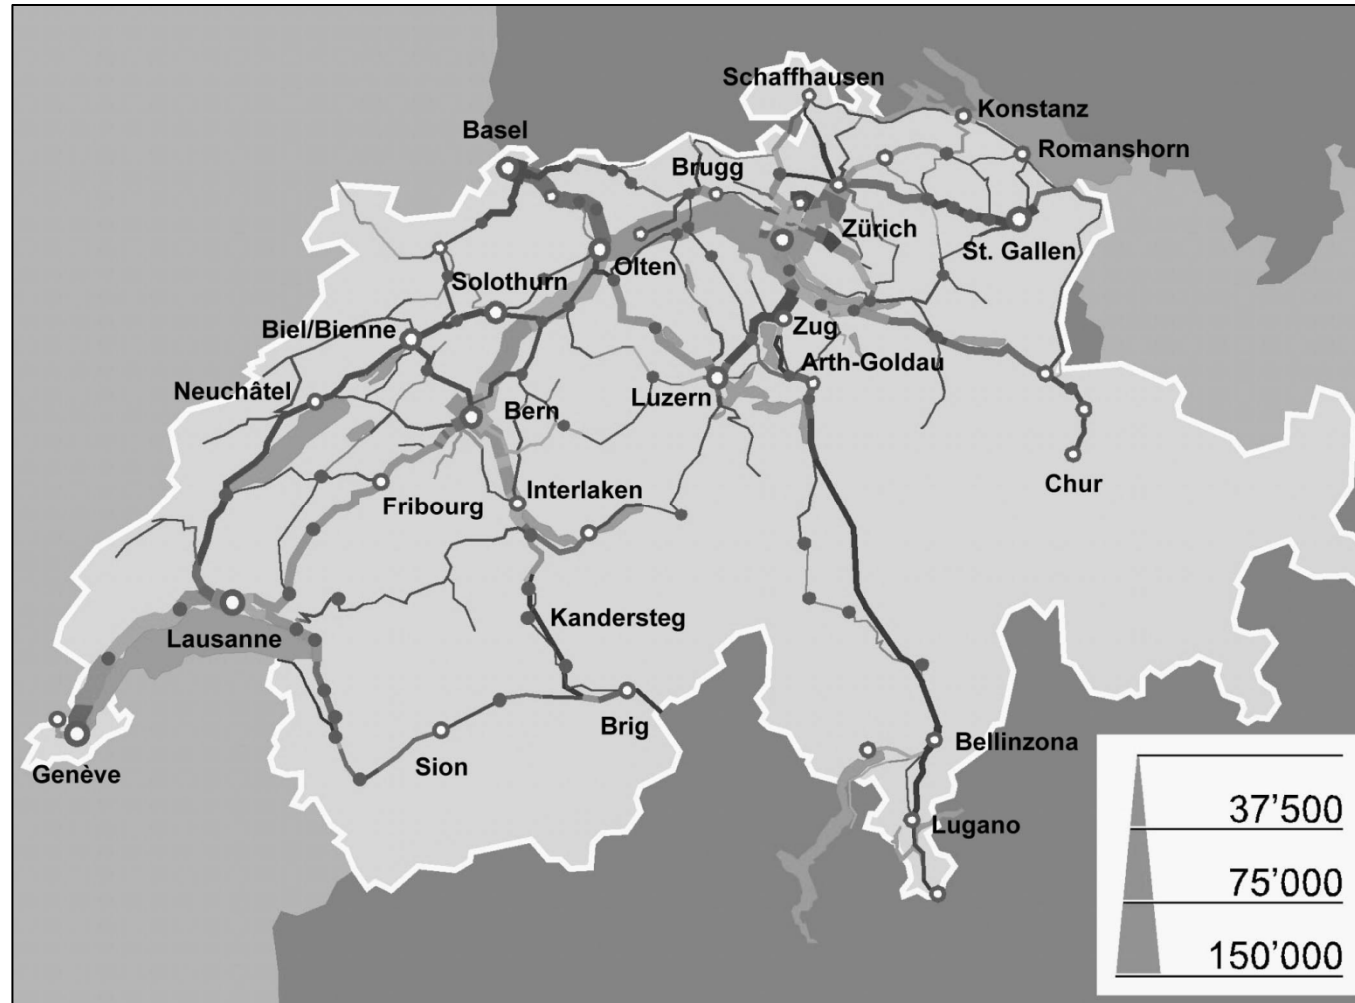 Schaffhausen
Konstanz
Basel
Romanshorn
Brugg
Zürich
St. Gallen
Olten
Solothurn
Biel/Bienne
Zug
Arth-Goldau
Neuchâtel
Luzern
Bern
Chur
Interlaken
Fribourg
Kandersteg
Lausanne
Brig
Bellinzona
Sion
Genève
Lugano
37'500
75'000
150'000